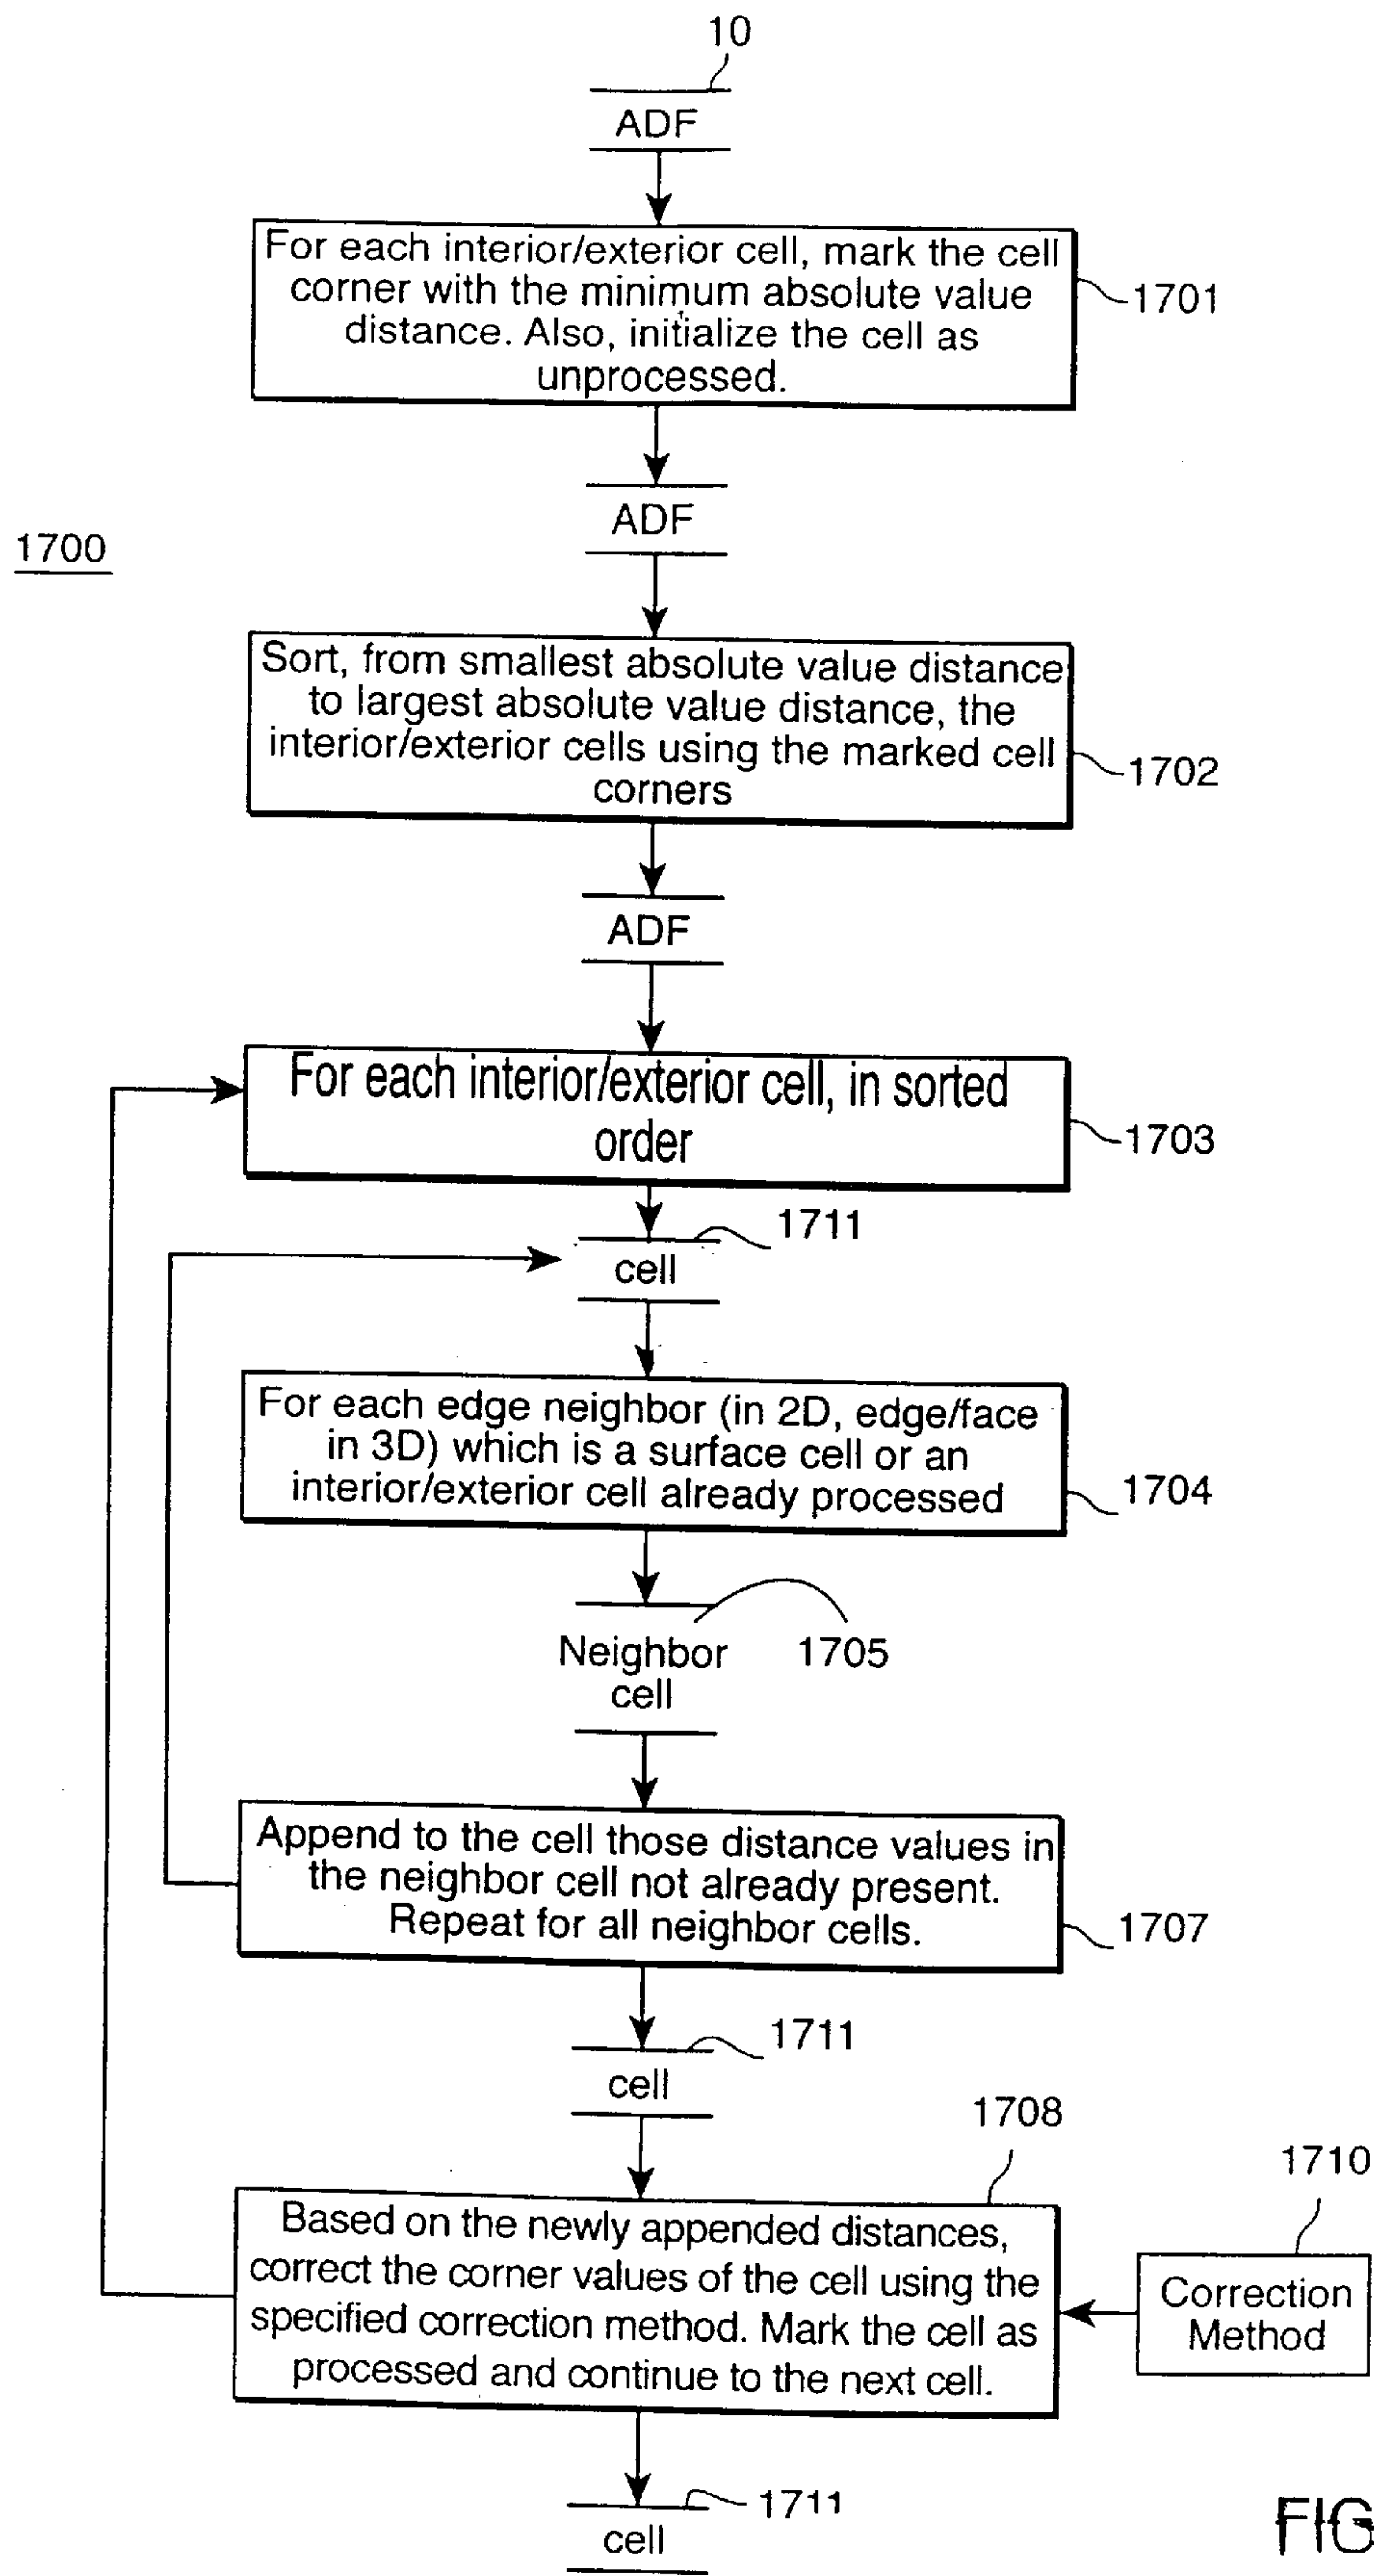 10
ADF
For each interior/exterior cell, mark the cell
corner with the minimum absolute value
distance. Also, initialize the cell as
unprocessed.
1701
ADF
1700
Sort, from smallest absolute value distance
to largest absolute value distance, the
interior/exterior cells using the marked cell
corners
1702
ADF
For each interior/exterior cell, in sorted
order
1703
1711
cell
For each edge neighbor (in 2D, edge/face
in 3D) which is a surface cell or an
interior/exterior cell already processed
1704
Neighbor
cell
1705
Append to the cell those distance values in
the neighbor cell not already present.
Repeat for all neighbor cells.
1707
1711
cell
1708
1710
Based on the newly appended distances,
correct the corner values of the cell using the
specified correction method. Mark the cell as
processed and continue to the next cell.
Correction
Method
1711
cell
FIG